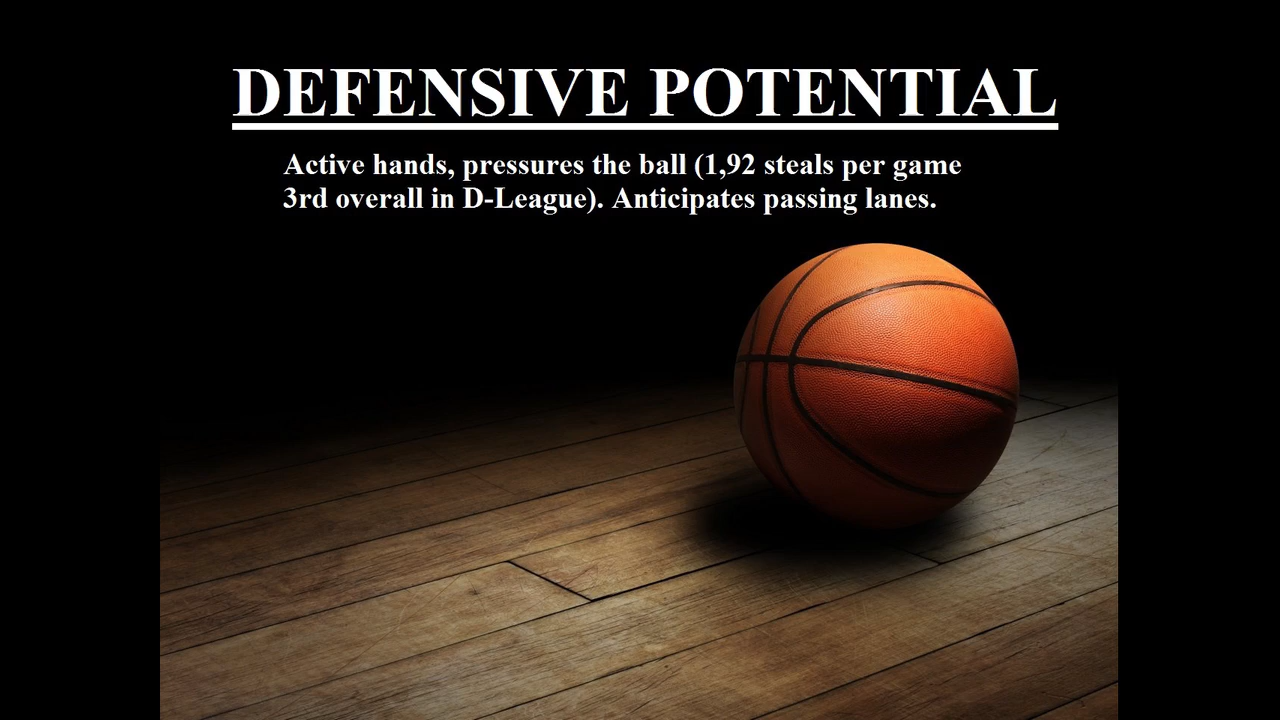 DEFENSIVE POTENTIAL
Active hands, pressures the ball (1,92 steals per game
3rd overall in D-League). Anticipates passing lanes.